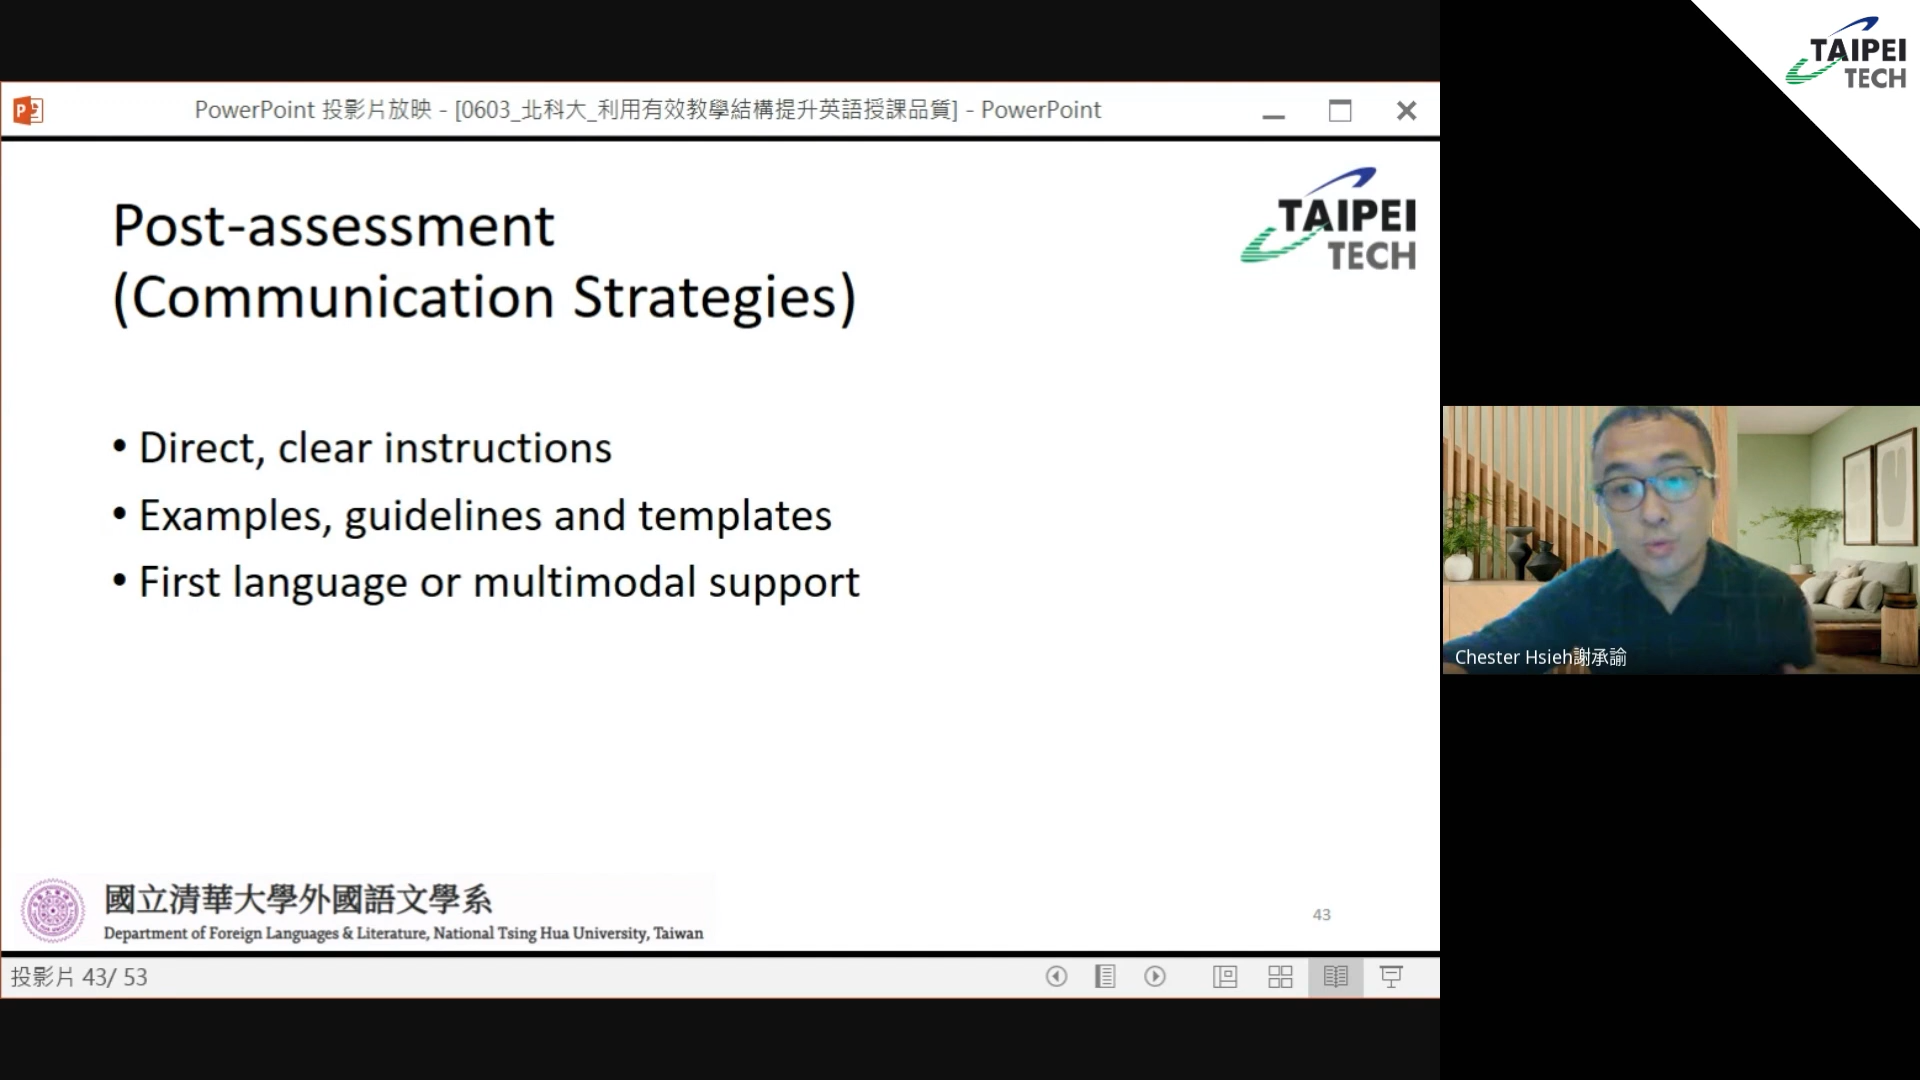 TAIPEI
TECH
PowerPoint 投影片放映 - [0603_北科大_利用有效教學結構提升英語授課品質] - PowerPoint
TAIPEI
TECH
Post-assessment
(Communication Strategies)
• Direct, clear instructions
• Examples, guidelines and templates
• First language or multimodal support
Chester Hsieh謝承諭
國立清華大學外國語文學系
Department of Foreign Languages & Literature, National Tsing Hua University, Taiwan
43
投影片 43/ 53